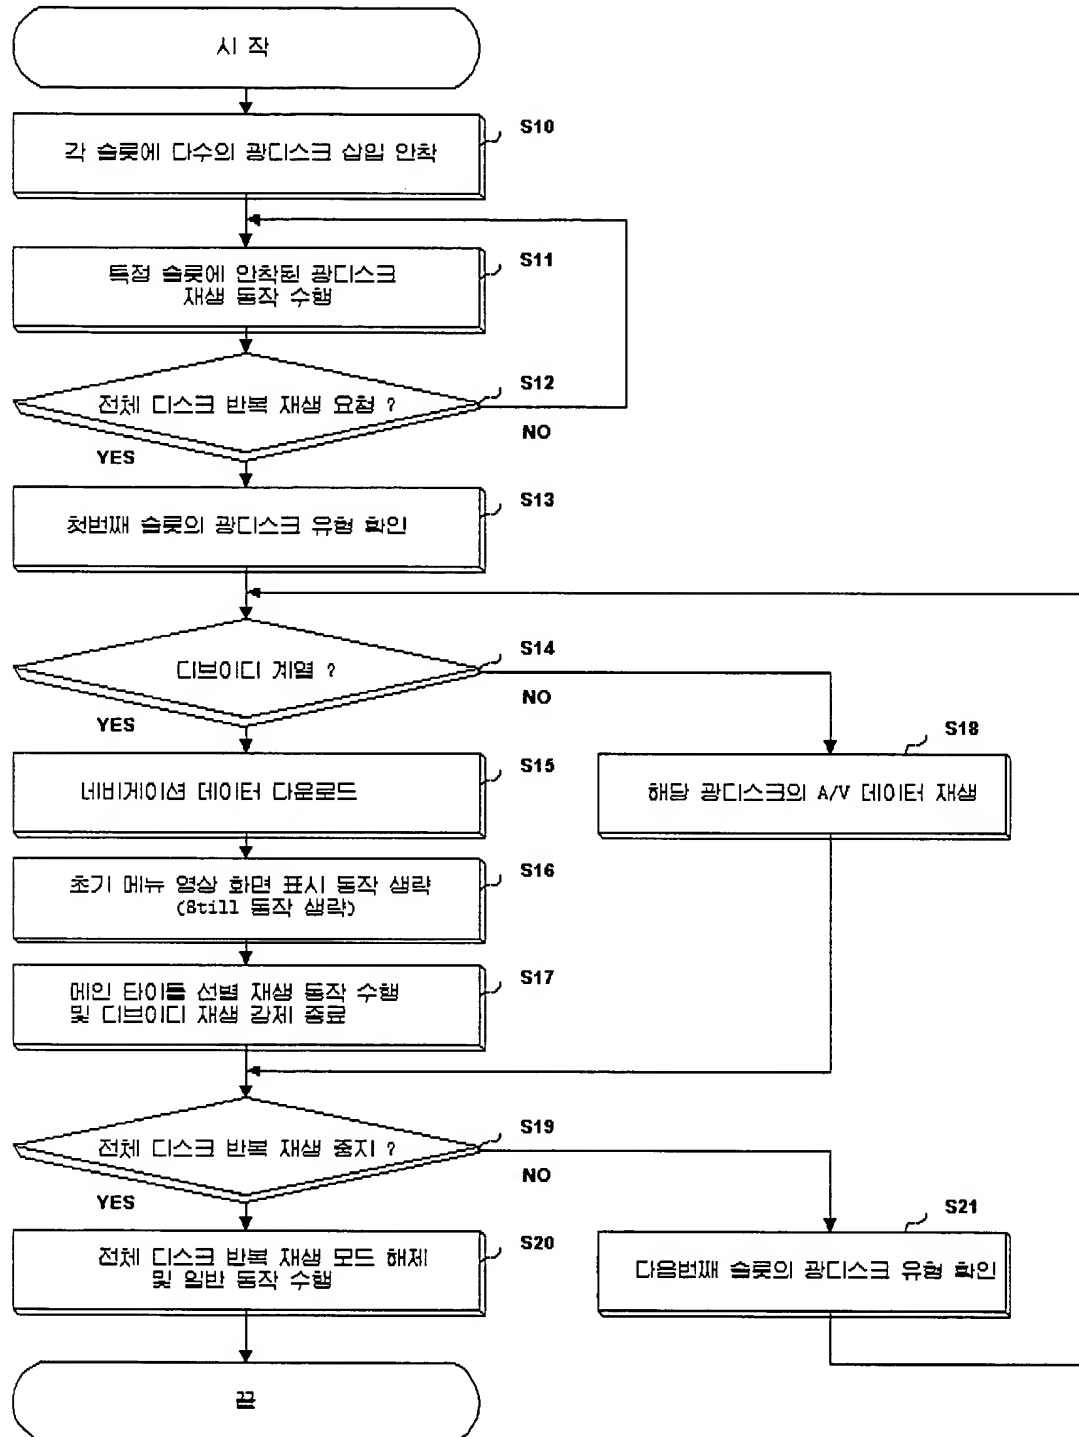 시 작
S10
각 슬롯에 다수의 광디스크 삽입 안착
S11
특정 슬롯에 안착된 광디스크
재생 동작 수행
S12
전체 디스크 반복 재생 요청 ?
NO
YES
S13
첫번째 슬롯의 광디스크 유형 확인
S14
디브이디 계열 ?
NO
YES
S18
해당 광디스크의 A/V 데이터 재생
S15
네비게이션 데이터 다운로드
S16
초기 메뉴 영상 화면 표시 동작 생략
(Still 동작 생략)
S17
메인 타이틀 선별 재생 동작 수행
및 디브이디 재생 강제 종료
S19
전체 디스크 반복 재생 중지 ?
NO
YES
S21
다음번째 슬롯의 광디스크 유형 확인
S20
전체 디스크 반복 재생 모드 해제
및 일반 동작 수행
끝